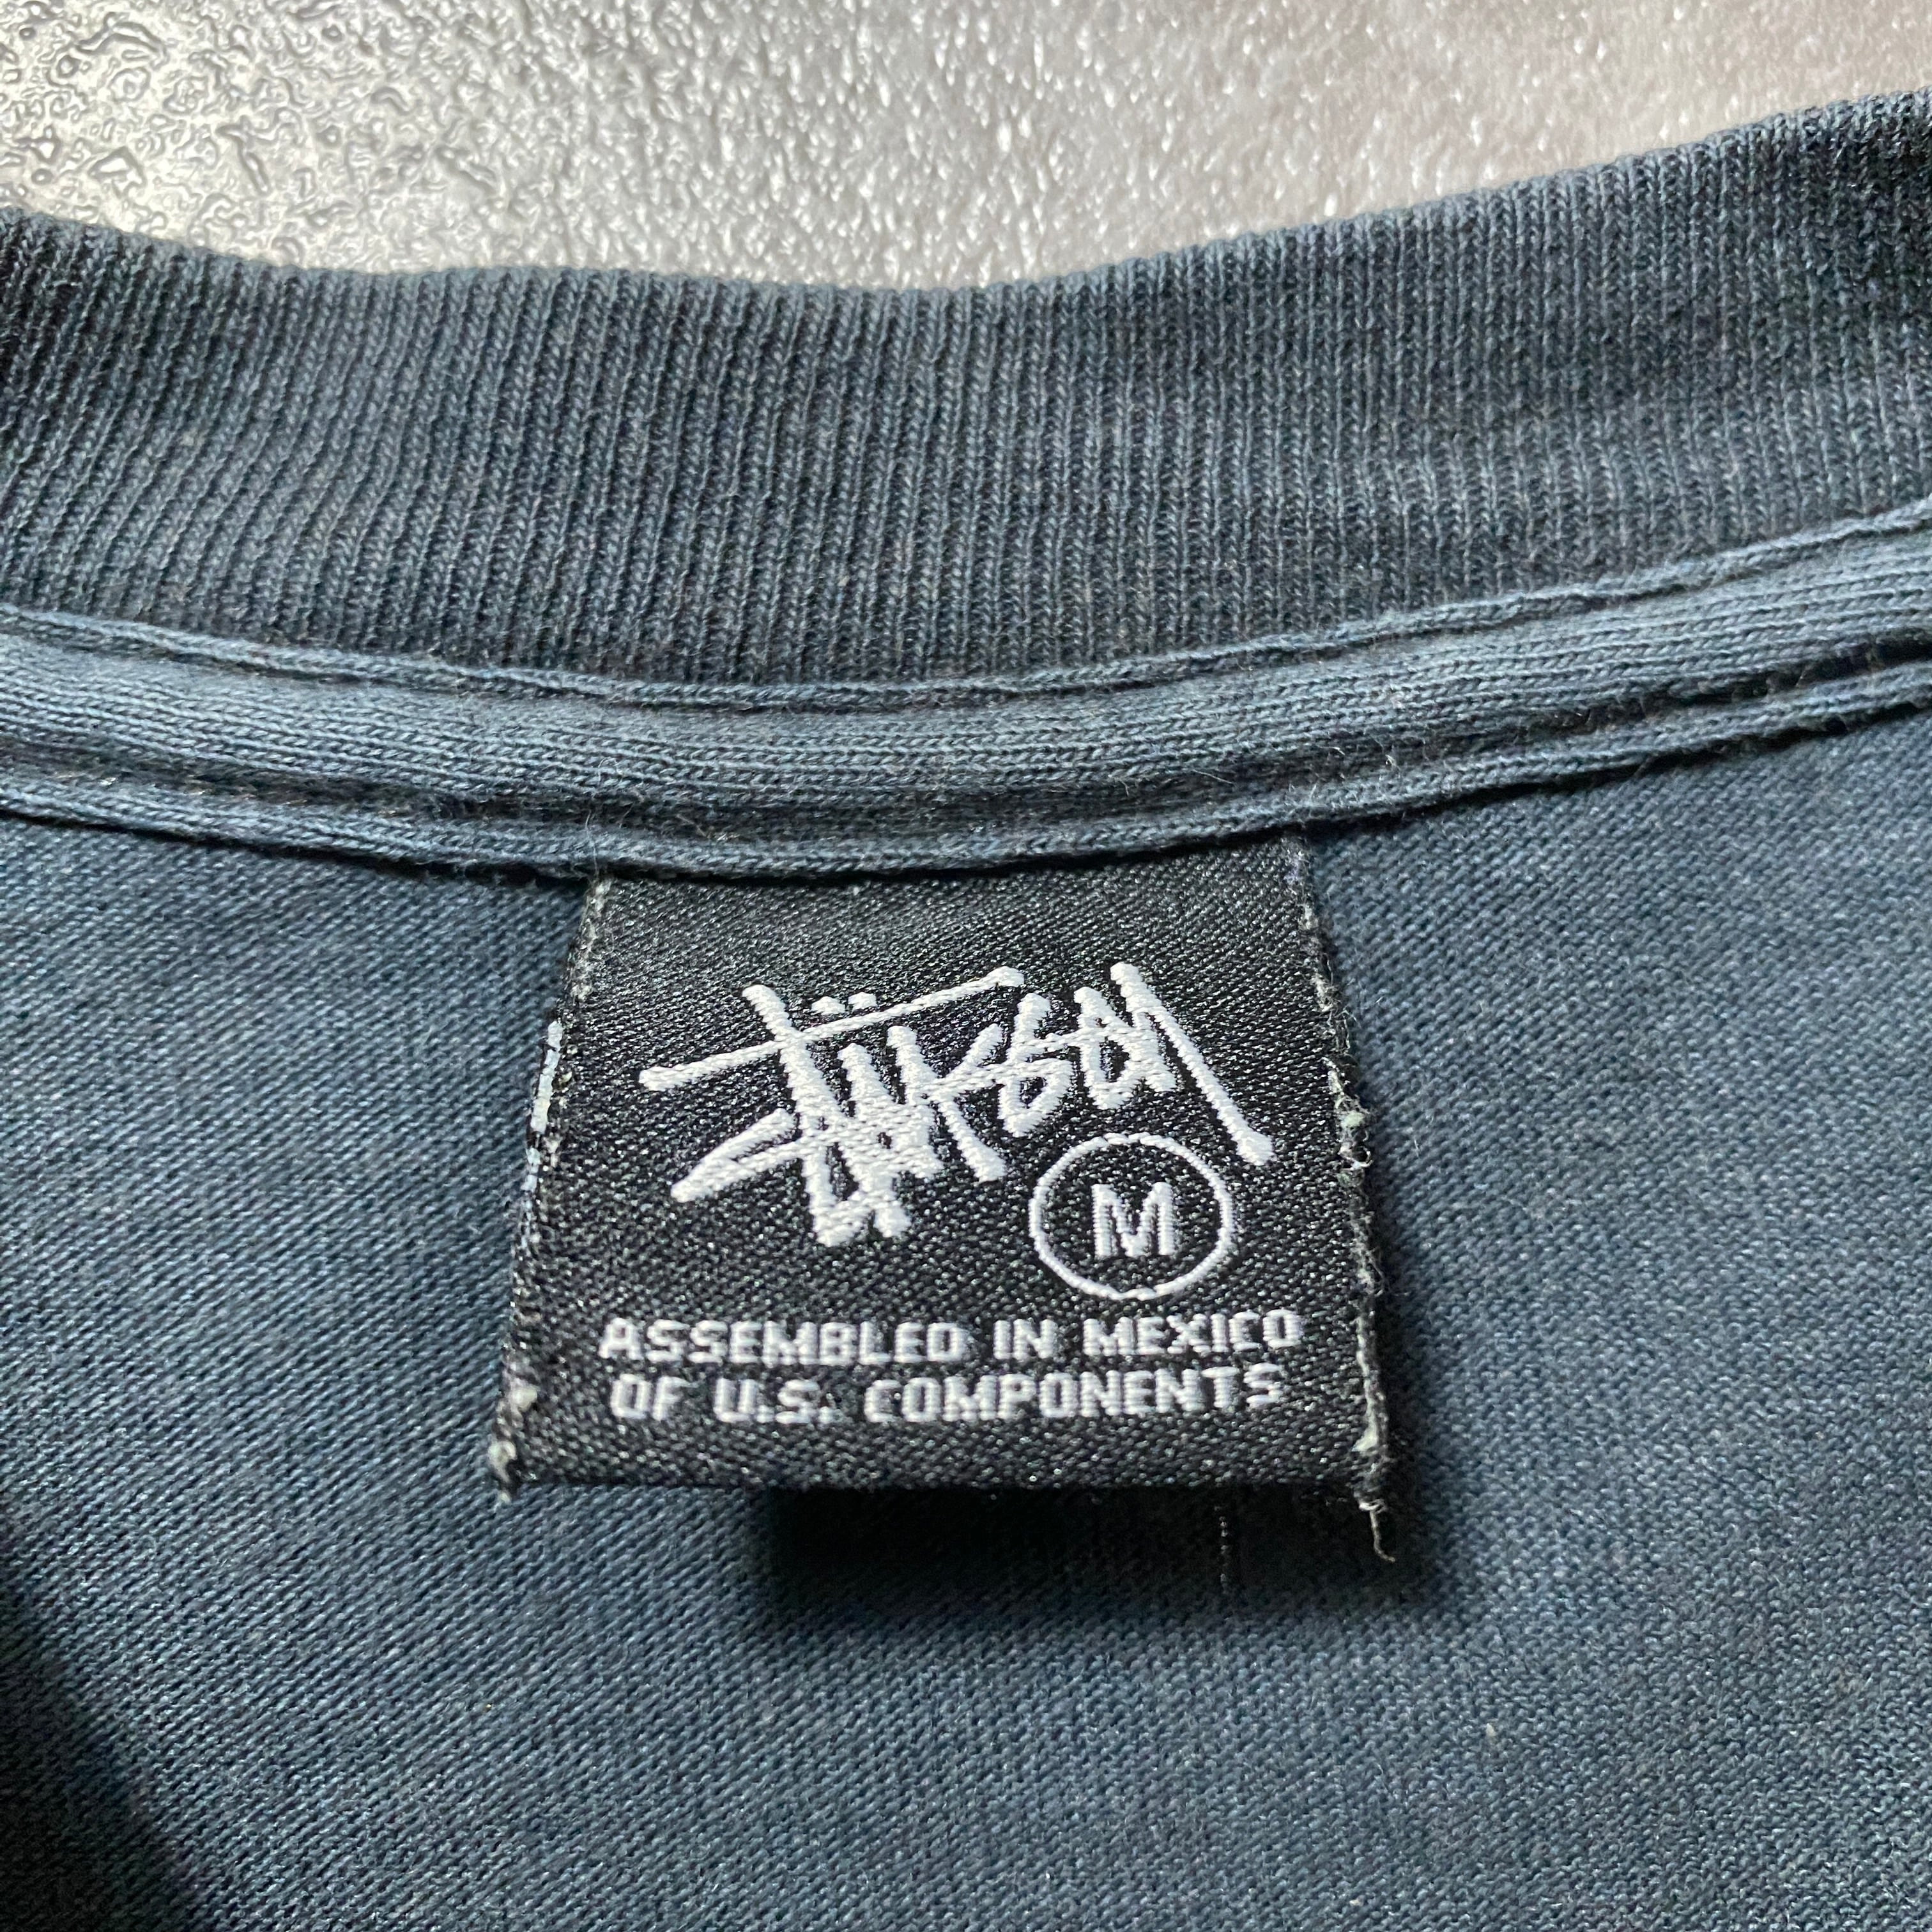 Stüssy
M
ASSEMBLED IN MEXICO
OF U.S. COMPONENTS